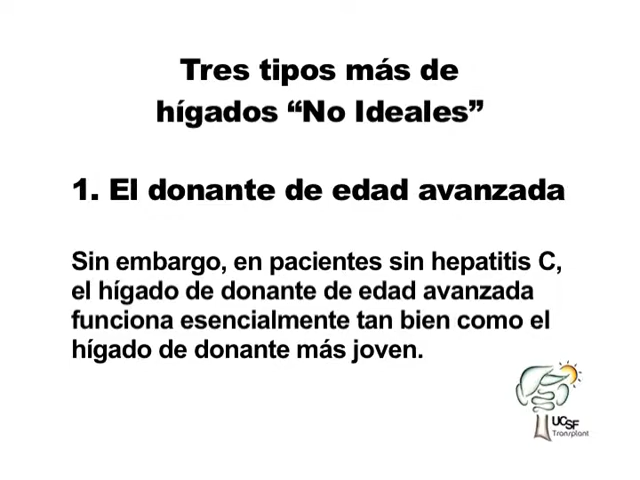 Tres tipos más de
hígados “No Ideales”
1. El donante de edad avanzada
Sin embargo, en pacientes sin hepatitis C,
el hígado de donante de edad avanzada
funciona esencialmente tan bien como el
hígado de donante más joven.
UCSF
Transplant